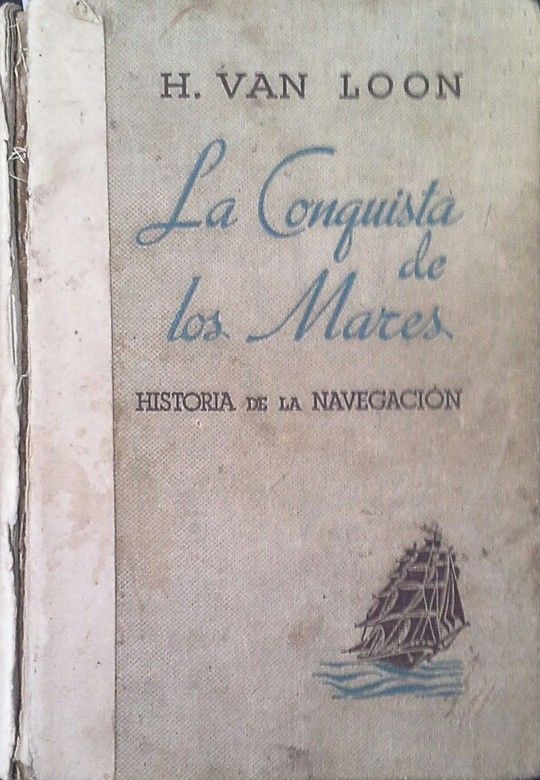 H. VAN LOON
La Conquista
de
los Mares
HISTORIA DE LA NAVEGACIÓN